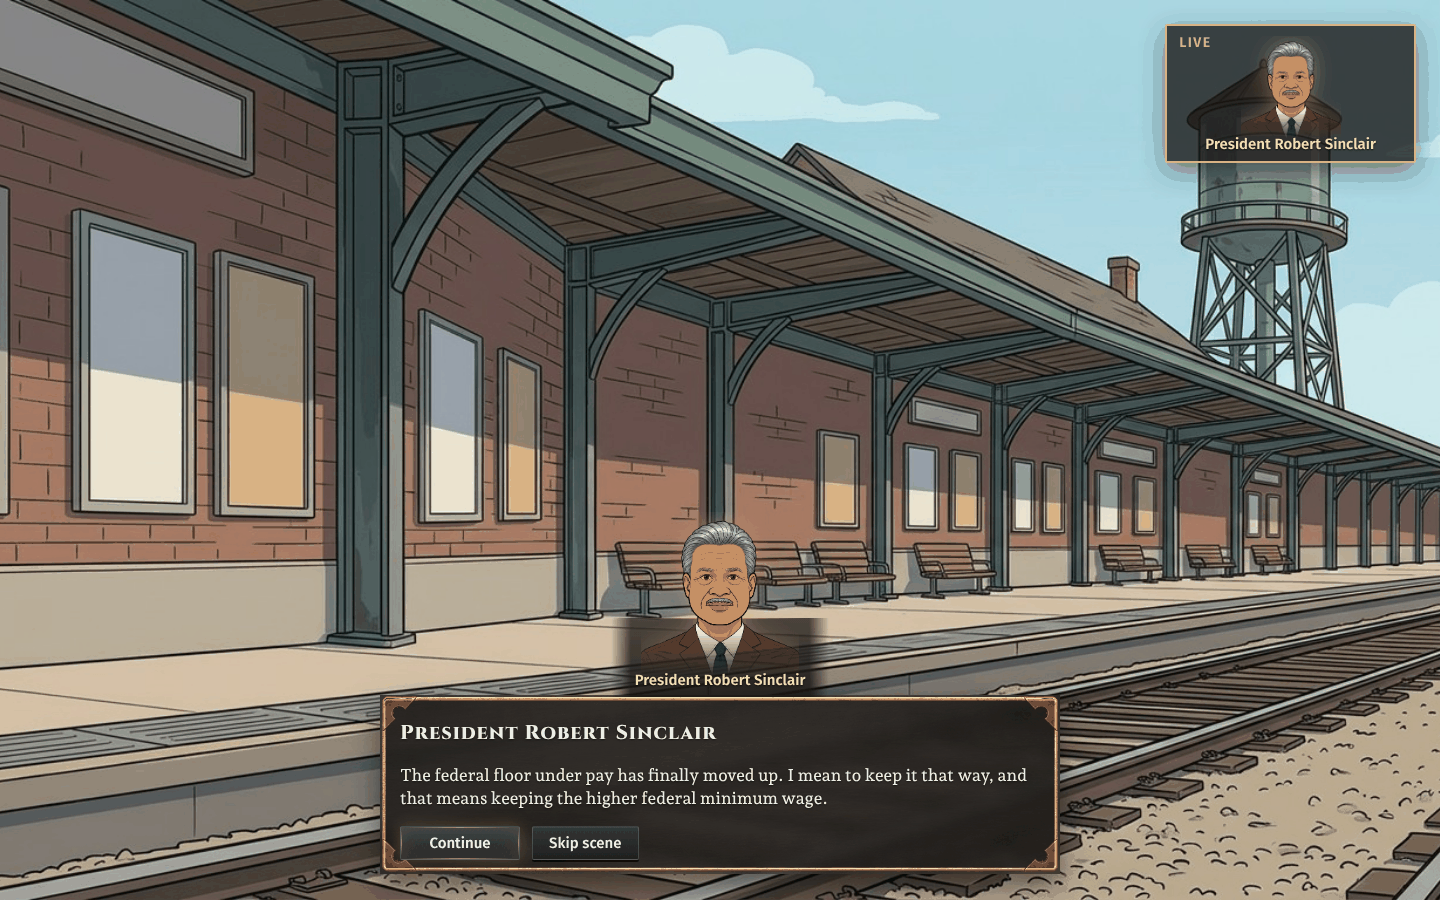 LIVE
President Robert Sinclair
President Robert Sinclair
President Robert Sinclair
The federal floor under pay has finally moved up. I mean to keep it that way, and
that means keeping the higher federal minimum wage.
Continue
Skip scene